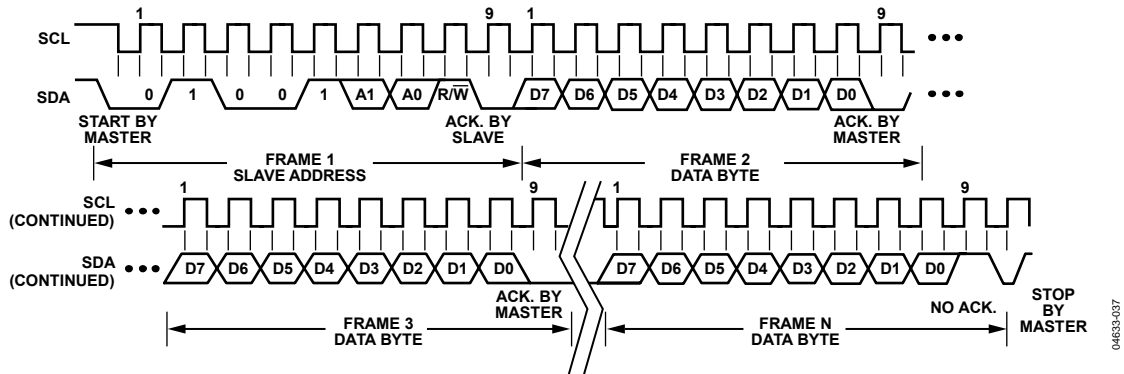 1 9 1 9
SCL
SDA 0 1 0 0 1 A1 A0 R/W̅ D7 D6 D5 D4 D3 D2 D1 D0
START BY MASTER
ACK. BY SLAVE
ACK. BY MASTER
FRAME 1 SLAVE ADDRESS
FRAME 2 DATA BYTE
1 9 1 9
SCL (CONTINUED)
SDA (CONTINUED) D7 D6 D5 D4 D3 D2 D1 D0 D7 D6 D5 D4 D3 D2 D1 D0
ACK. BY MASTER
NO ACK.
STOP BY MASTER
FRAME 3 DATA BYTE
FRAME N DATA BYTE
04633-037